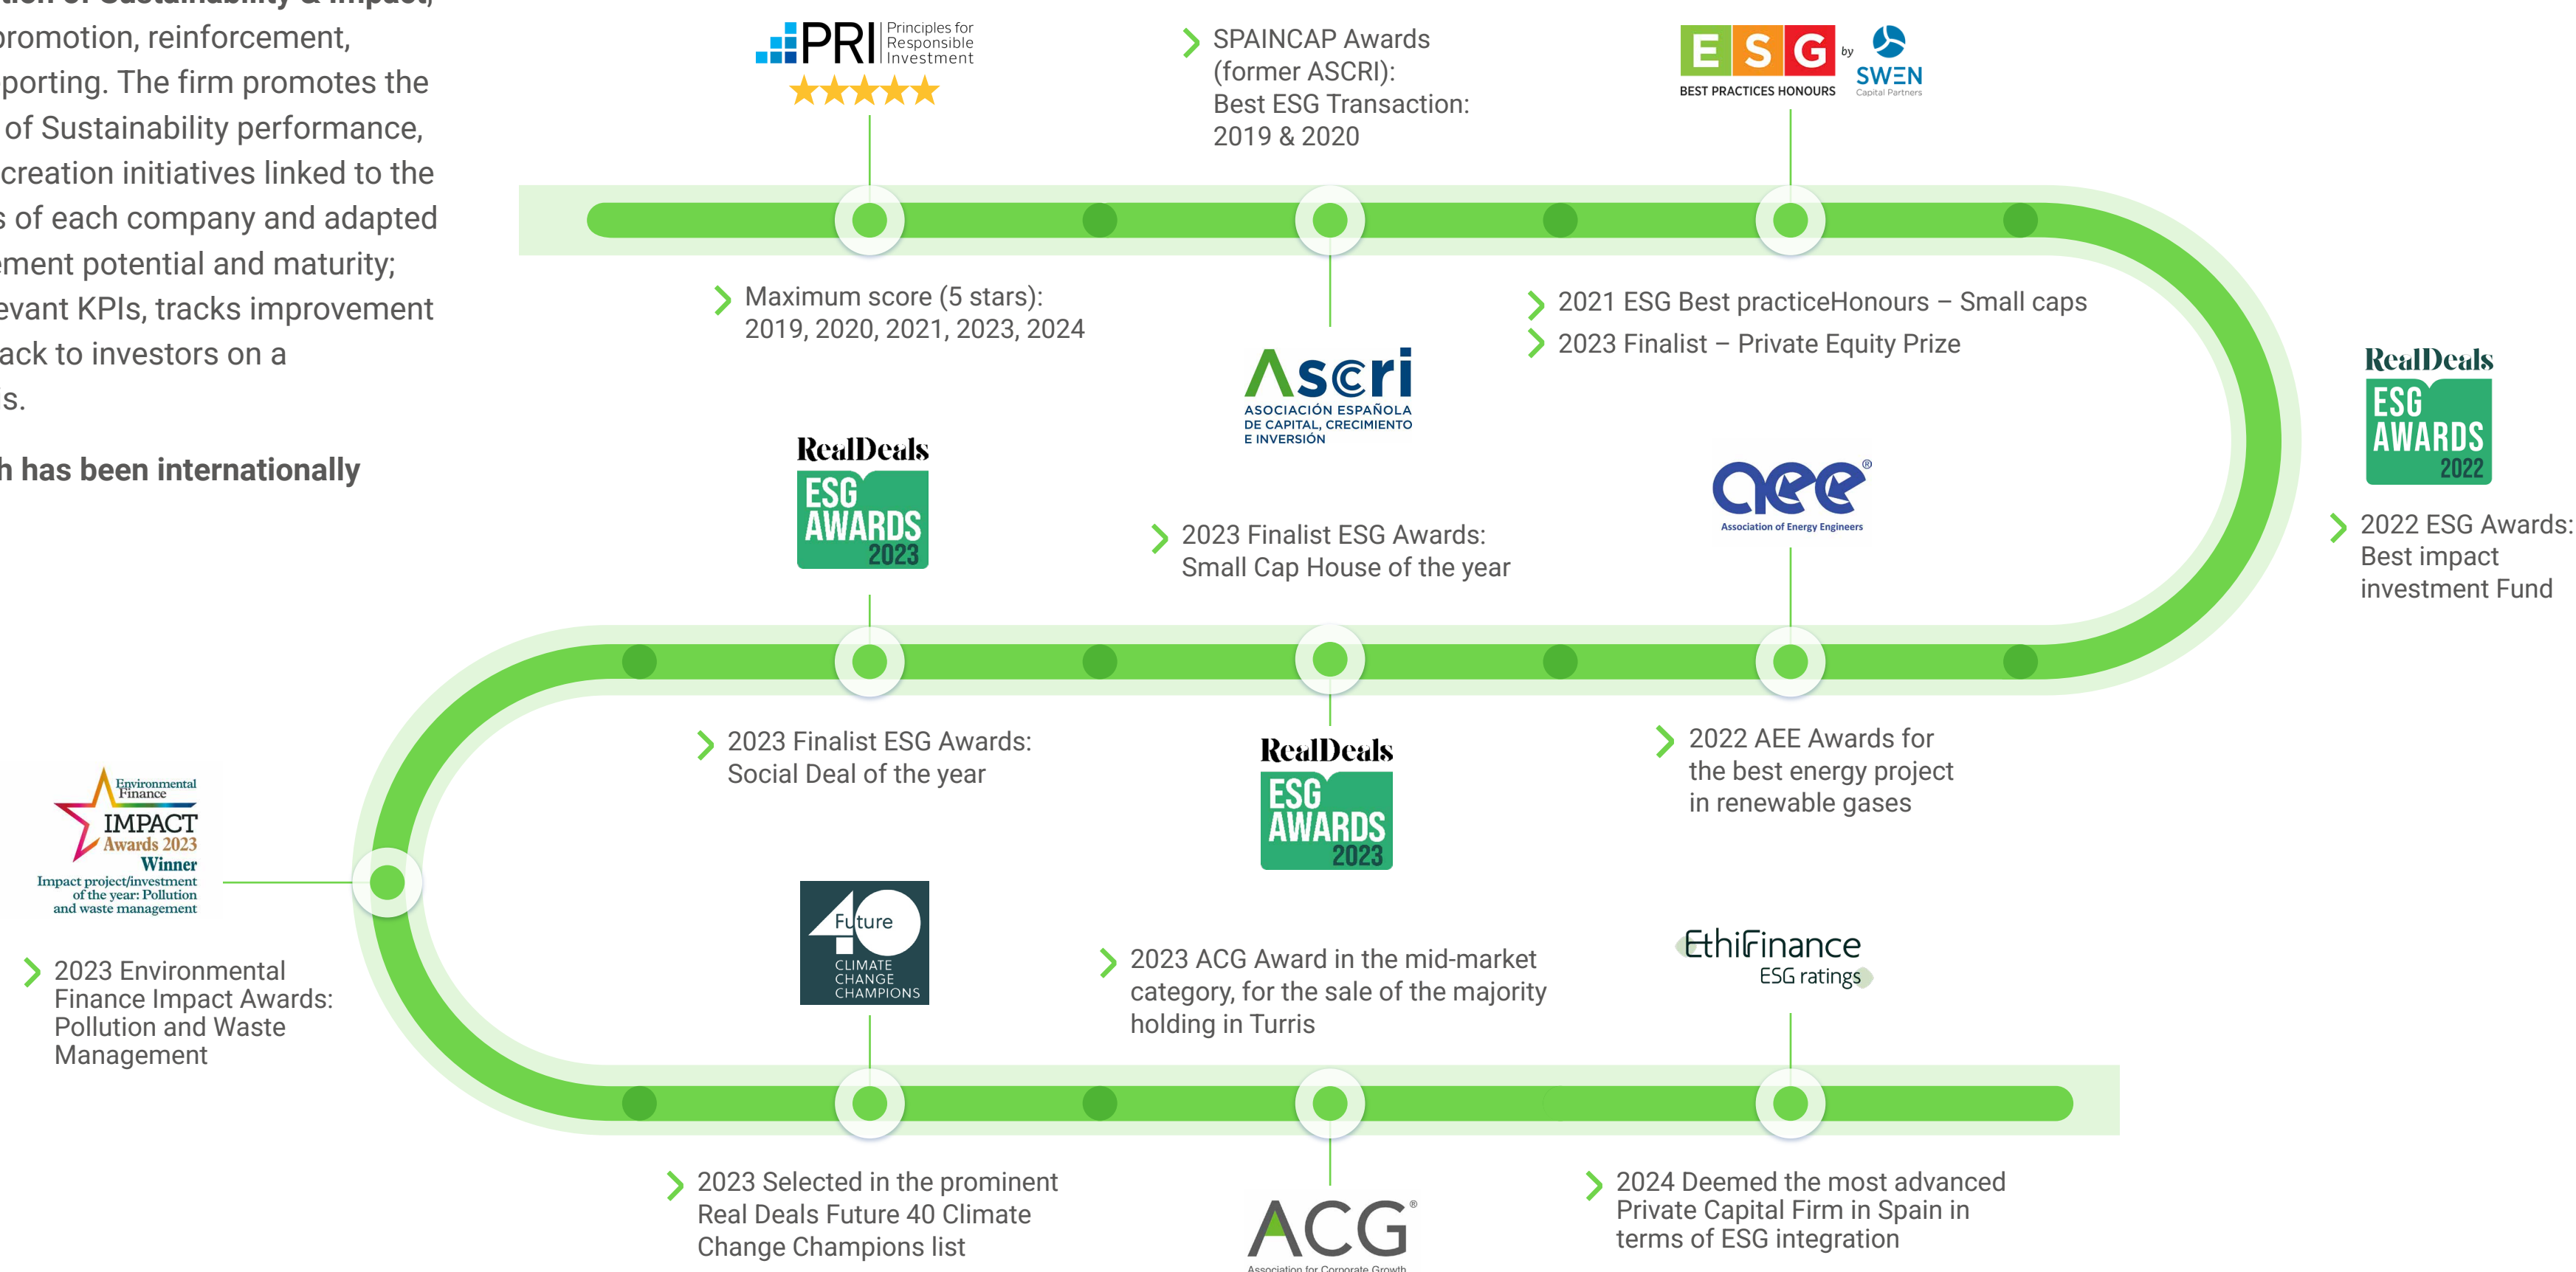 tion of Sustainability & Impact,
promotion, reinforcement,
porting. The firm promotes the
of Sustainability performance,
creation initiatives linked to the
s of each company and adapted
ement potential and maturity;
evant KPIs, tracks improvement
ack to investors on a
is.
h has been internationally
PRI Principles for
Responsible
Investment
Maximum score (5 stars):
2019, 2020, 2021, 2023, 2024
SPAINCAP Awards
(former ASCRI):
Best ESG Transaction:
2019 & 2020
Ascri
ASOCIACIÓN ESPAÑOLA
DE CAPITAL, CRECIMIENTO
E INVERSIÓN
ESG by
BEST PRACTICES HONOURS
SWEN
Capital Partners
2021 ESG Best practiceHonours – Small caps
2023 Finalist – Private Equity Prize
RealDeals
ESG
AWARDS
2022
2022 ESG Awards:
Best impact
investment Fund
aee®
Association of Energy Engineers
2022 AEE Awards for
the best energy project
in renewable gases
2023 Finalist ESG Awards:
Small Cap House of the year
RealDeals
ESG
AWARDS
2023
RealDeals
ESG
AWARDS
2023
2023 Finalist ESG Awards:
Social Deal of the year
Environmental
Finance
IMPACT
Awards 2023
Winner
Impact project/investment
of the year: Pollution
and waste management
2023 Environmental
Finance Impact Awards:
Pollution and Waste
Management
Future
40
CLIMATE
CHANGE
CHAMPIONS
2023 Selected in the prominent
Real Deals Future 40 Climate
Change Champions list
2023 ACG Award in the mid-market
category, for the sale of the majority
holding in Turris
ACG®
Association for Corporate Growth
EthiFinance
ESG ratings
2024 Deemed the most advanced
Private Capital Firm in Spain in
terms of ESG integration